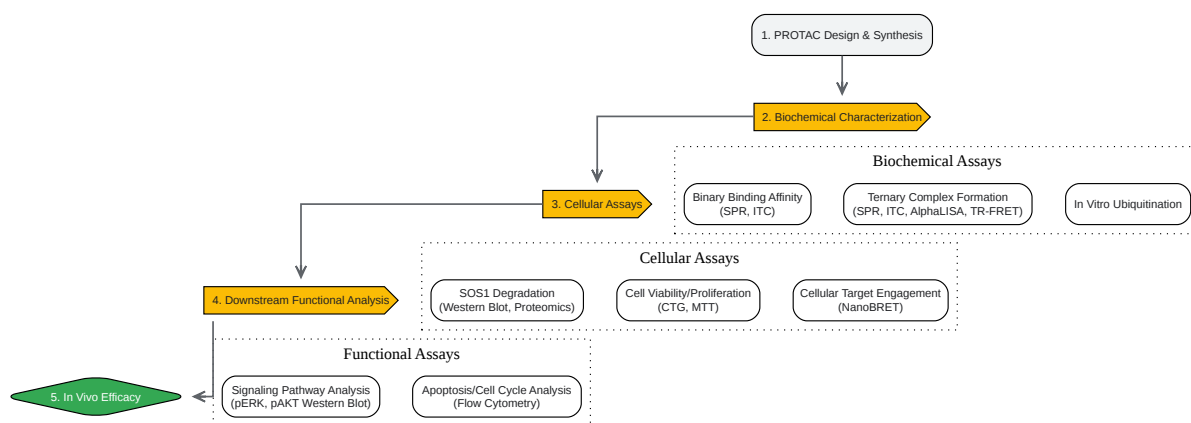 1. PROTAC Design & Synthesis
2. Biochemical Characterization
Biochemical Assays
Binary Binding Affinity
(SPR, ITC)
Ternary Complex Formation
(SPR, ITC, AlphaLISA, TR-FRET)
In Vitro Ubiquitination
3. Cellular Assays
Cellular Assays
SOS1 Degradation
(Western Blot, Proteomics)
Cell Viability/Proliferation
(CTG, MTT)
Cellular Target Engagement
(NanoBRET)
4. Downstream Functional Analysis
Functional Assays
Signaling Pathway Analysis
(pERK, pAKT Western Blot)
Apoptosis/Cell Cycle Analysis
(Flow Cytometry)
5. In Vivo Efficacy